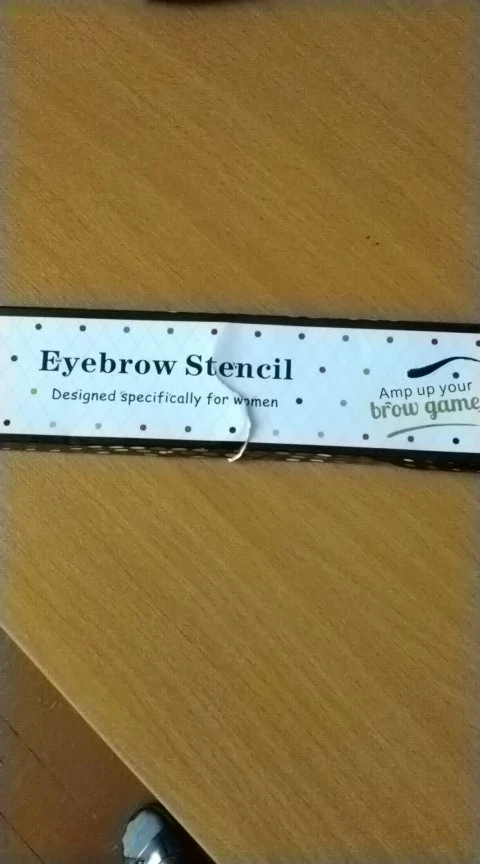 Eyebrow Stencil
Designed specifically for women
Amp up your
brow game